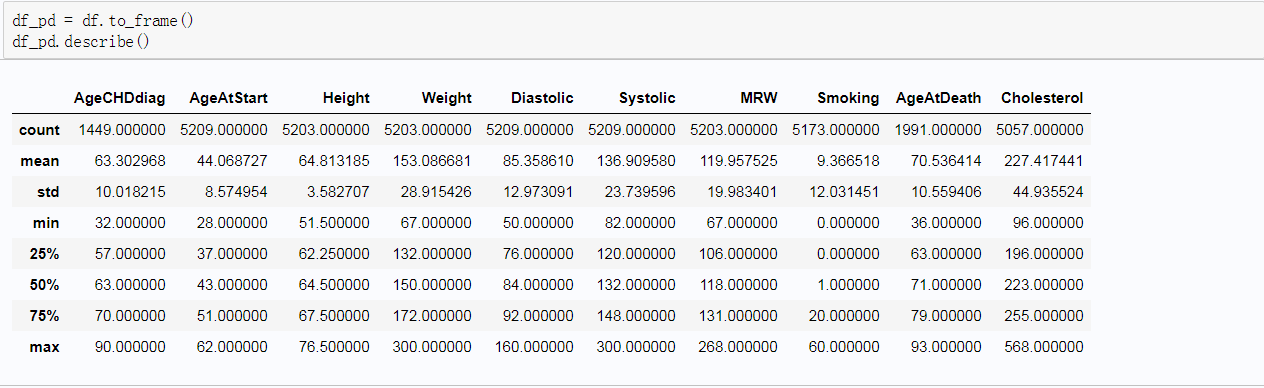 df_pd = df.to_frame()
df_pd.describe()
AgeCHDdiag AgeAtStart Height Weight Diastolic Systolic MRW Smoking AgeAtDeath Cholesterol
count 1449.000000 5209.000000 5203.000000 5203.000000 5209.000000 5209.000000 5203.000000 5173.000000 1991.000000 5057.000000
mean 63.302968 44.068727 64.813185 153.086681 85.358610 136.909580 119.957525 9.366518 70.536414 227.417441
std 10.018215 8.574954 3.582707 28.915426 12.973091 23.739596 19.983401 12.031451 10.559406 44.935524
min 32.000000 28.000000 51.500000 67.000000 50.000000 82.000000 67.000000 0.000000 36.000000 96.000000
25% 57.000000 37.000000 62.250000 132.000000 76.000000 120.000000 106.000000 0.000000 63.000000 196.000000
50% 63.000000 43.000000 64.500000 150.000000 84.000000 132.000000 118.000000 1.000000 71.000000 223.000000
75% 70.000000 51.000000 67.500000 172.000000 92.000000 148.000000 131.000000 20.000000 79.000000 255.000000
max 90.000000 62.000000 76.500000 300.000000 160.000000 300.000000 268.000000 60.000000 93.000000 568.000000